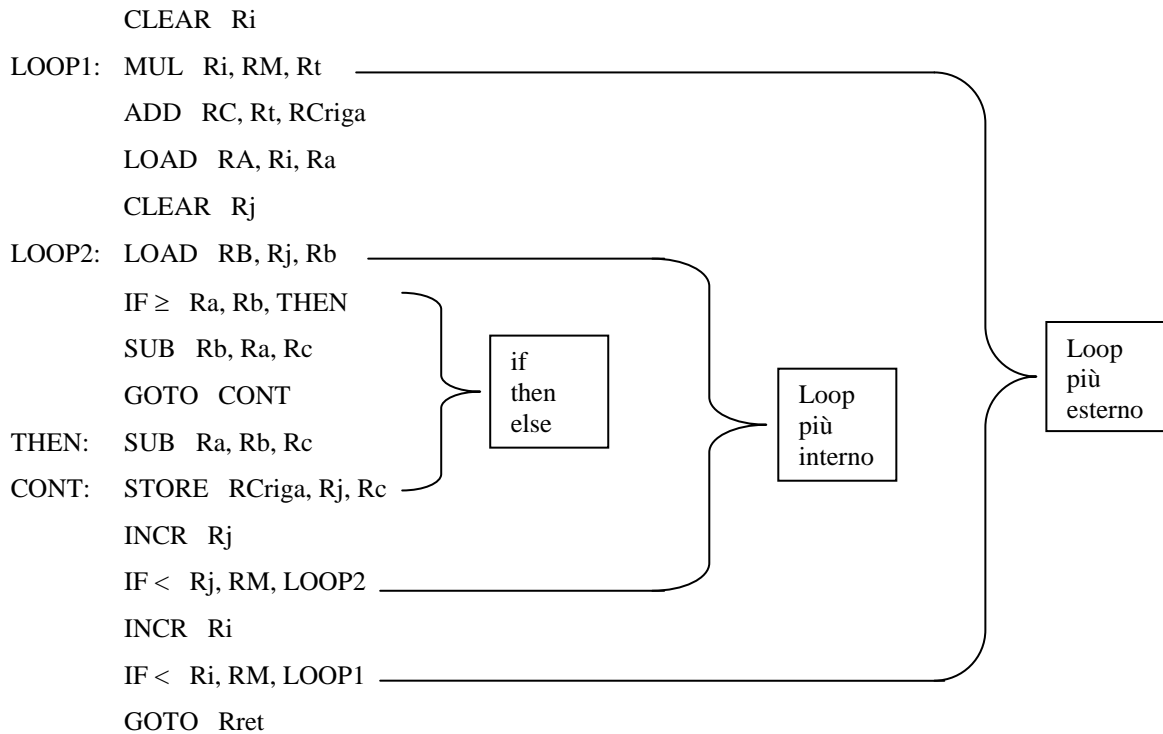 CLEAR Ri
LOOP1: MUL Ri, RM, Rt
ADD RC, Rt, RCriga
LOAD RA, Ri, Ra
CLEAR Rj
LOOP2: LOAD RB, Rj, Rb
IF ≥ Ra, Rb, THEN
SUB Rb, Ra, Rc
GOTO CONT
THEN: SUB Ra, Rb, Rc
CONT: STORE RCriga, Rj, Rc
INCR Rj
IF < Rj, RM, LOOP2
INCR Ri
IF < Ri, RM, LOOP1
GOTO Rret
if
then
else
Loop
più
interno
Loop
più
esterno